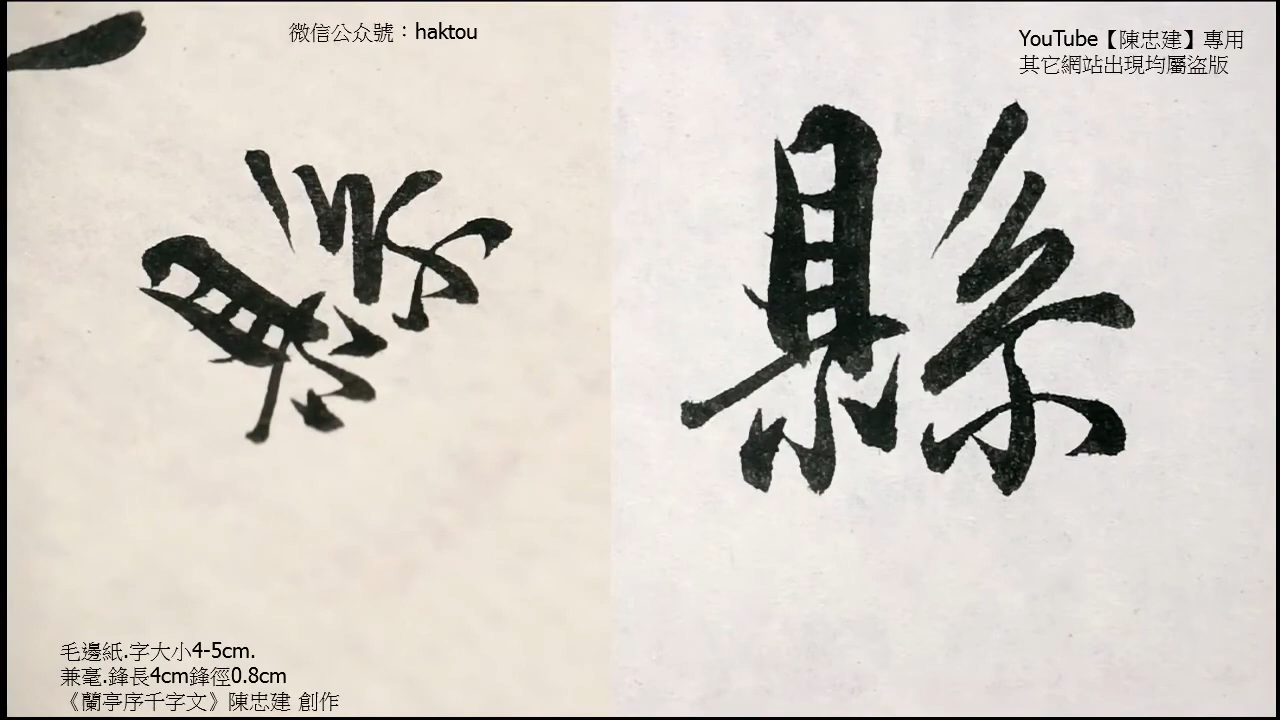 微信公众號：haktou
YouTube【陳忠建】專用
其它網站出現均屬盜版
縣
縣
毛邊紙.字大小4-5cm.
兼毫.鋒長4cm鋒徑0.8cm
《蘭亭序千字文》陳忠建 創作